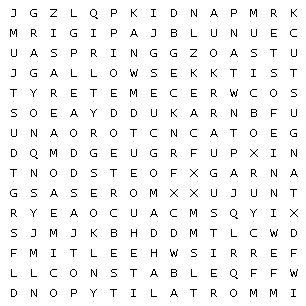 J G Z L Q P K I D N A P M R K
M R I G I P A J B L U N U E C
U A S P R I N G G Z O A S T U
J G A L L O W S E K K T I S T
T Y R E T E M E C E R W C O S
S O E A Y D D U K A R N B F U
U N A O R O T C N C A T O E G
D Q M D G E U G R F U P X I N
T N O D S T E O F X G A R N A
G S A S E R O M X X U J U N T
R Y E A O C U A C M S Q Y I X
S J M J K B H D D M T L C W D
F M I T L E E H W S I R R E F
L L C O N S T A B L E Q F F W
D N O P Y T I L A T R O M M I